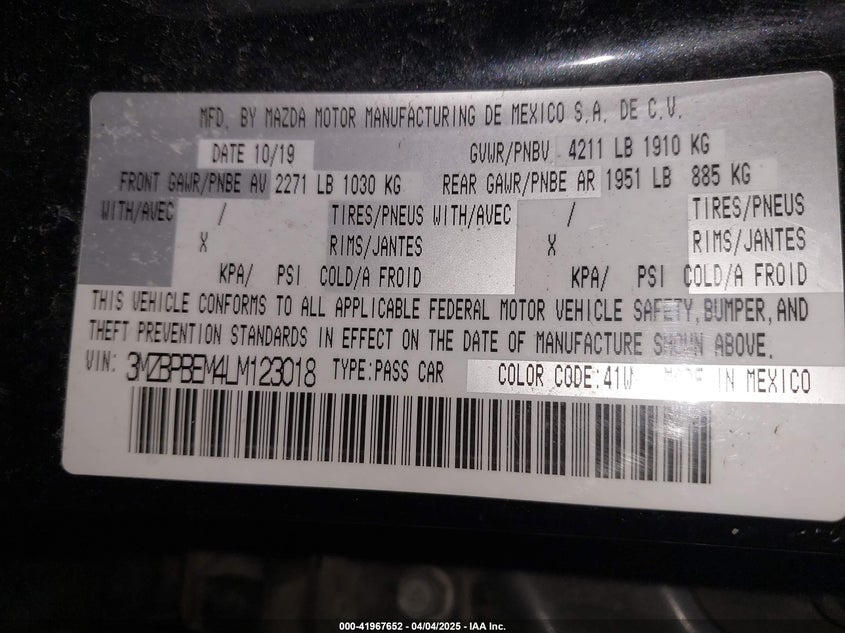 MFD. BY MAZDA MOTOR MANUFACTURING DE MEXICO S.A. DE C.V.
DATE 10/19 GVWR/PNBV 4211 LB 1910 KG
FRONT GAWR/PNBE AV 2271 LB 1030 KG REAR GAWR/PNBE AR 1951 LB 885 KG
WITH/AVEC / TIRES/PNEUS WITH/AVEC / TIRES/PNEUS
X RIMS/JANTES X RIMS/JANTES
KPA/ PSI COLD/A FROID KPA/ PSI COLD/A FROID
THIS VEHICLE CONFORMS TO ALL APPLICABLE FEDERAL MOTOR VEHICLE SAFETY, BUMPER, AND
THEFT PREVENTION STANDARDS IN EFFECT ON THE DATE OF MANUFACTURE SHOWN ABOVE.
VIN: 3MZBPBEM4LM123018 TYPE:PASS CAR COLOR CODE:41W MADE IN MEXICO
000-41967652 - 04/04/2025 - IAA Inc.